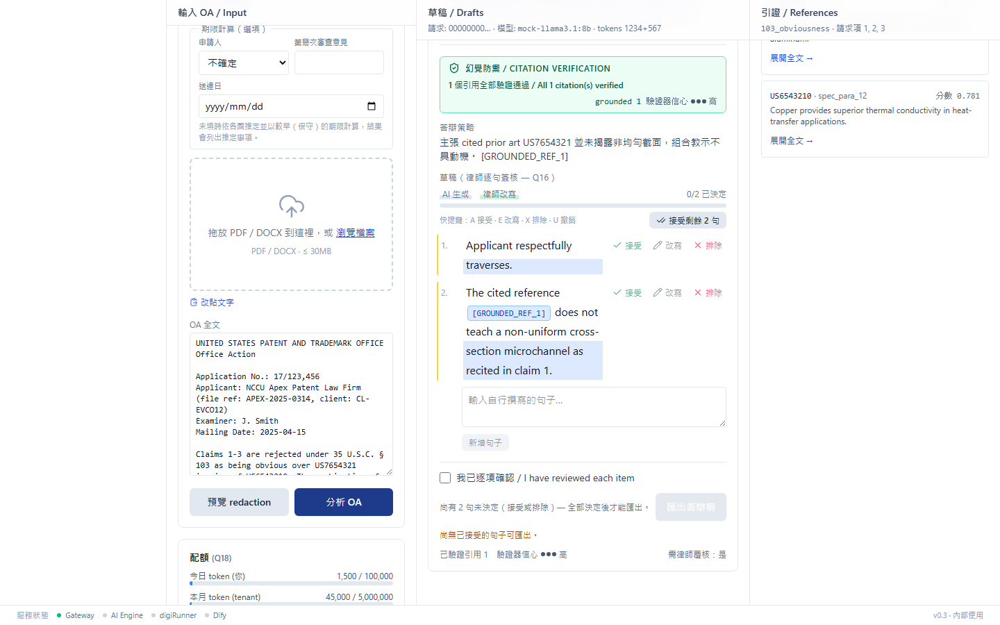 輸入 OA / Input
期限計算（選填）
申請人
第幾次審查意見
不確定
送達日
yyyy/mm/dd
未填時依各國推定並以較早（保守）的期限計算，結果
會列出推定事項。
拖放 PDF / DOCX 到這裡，或 瀏覽檔案
PDF / DOCX · ≤ 30MB
改貼文字
OA 全文
UNITED STATES PATENT AND TRADEMARK OFFICE
Office Action
Application No.: 17/123,456
Applicant: NCCU Apex Patent Law Firm
(file ref: APEX-2025-0314, client: CL-
EVCO12)
Examiner: J. Smith
Mailing Date: 2025-04-15
Claims 1-3 are rejected under 35 U.S.C. §
103 as being obvious over US7654321
預覽 redaction
分析 OA
配額 (Q18)
今日 token (你)
1,500 / 100,000
本月 token (tenant)
45,000 / 5,000,000
草稿 / Drafts
請求: 00000000… · 模型: mock-llama3.1:8b · tokens 1234+567
幻覺防禦 / CITATION VERIFICATION
1 個引用全部驗證通過 / All 1 citation(s) verified
grounded 1 驗證器信心 ●●● 高
答辯策略
主張 cited prior art US7654321 並未揭露非均勻截面，組合教示不
具動機。 [GROUNDED_REF_1]
草稿（律師逐句簽核 — Q16）
AI 生成
律師改寫
0/2 已決定
快捷鍵：A 接受 · E 改寫 · X 排除 · U 撤銷
接受剩餘 2 句
1.
Applicant respectfully
traverses.
接受
改寫
排除
2.
The cited reference
[GROUNDED_REF_1] does not
teach a non-uniform cross-
section microchannel as
recited in claim 1.
接受
改寫
排除
輸入自行撰寫的句子...
新增句子
我已逐項確認 / I have reviewed each item
尚有 2 句未決定（接受或排除）— 全部決定後才能匯出。
匯出答辯稿
尚無已接受的句子可匯出。
已驗證引用 1
驗證器信心 ●●● 高
需律師覆核：是
引證 / References
103_obviousness · 請求項 1, 2, 3
展開全文 →
US6543210 · spec_para_12
分數 0.781
Copper provides superior thermal conductivity in heat-
transfer applications.
展開全文 →
服務狀態
Gateway
AI Engine
digiRunner
Dify
v0.3 · 內部使用